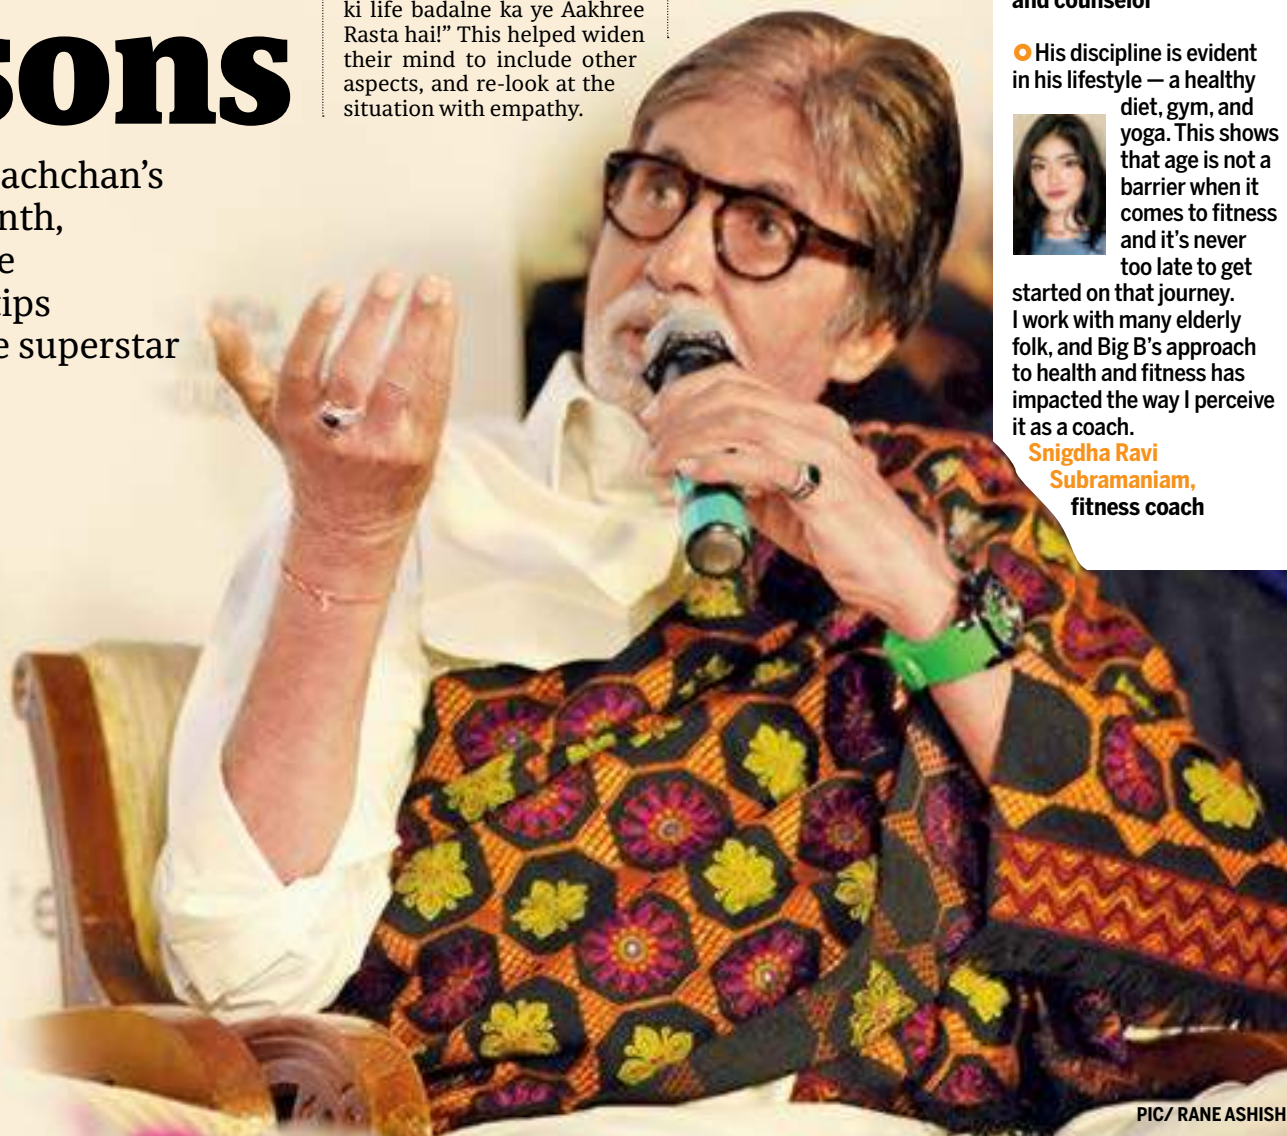 sons
achchan's
nth,
e
tips
e superstar
ki life badalne ka ye Aakhree
Rasta hai!” This helped widen
their mind to include other
aspects, and re-look at the
situation with empathy.
and counselor
His discipline is evident
in his lifestyle — a healthy
diet, gym, and
yoga. This shows
that age is not a
barrier when it
comes to fitness
and it's never
too late to get
started on that journey.
I work with many elderly
folk, and Big B's approach
to health and fitness has
impacted the way I perceive
it as a coach.
Snigdha Ravi
Subramaniam,
fitness coach
PIC/ RANE ASHISH